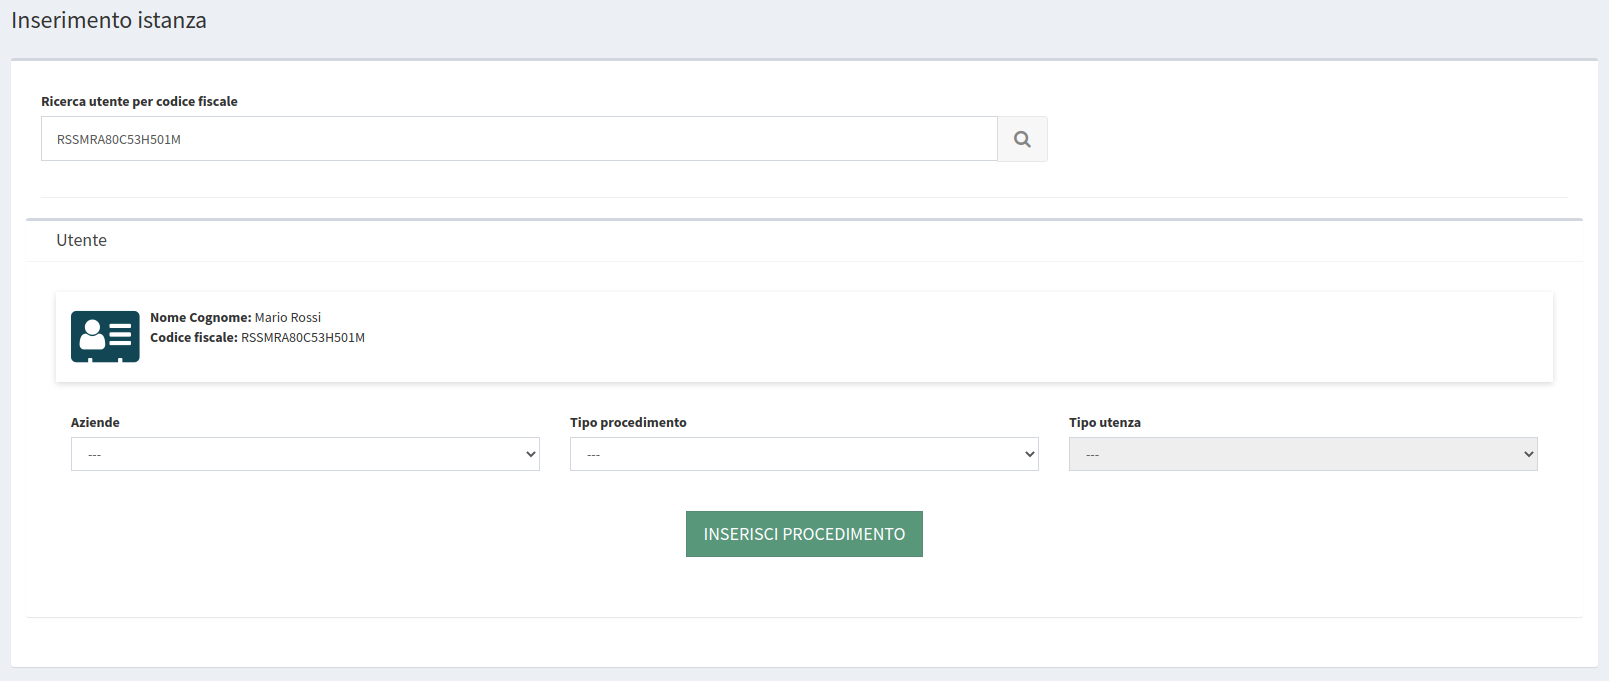 Inserimento istanza
Ricerca utente per codice fiscale
RSSMRA80C53H501M
Utente
Nome Cognome: Mario Rossi
Codice fiscale: RSSMRA80C53H501M
Aziende Tipo procedimento Tipo utenza
--- --- ---
INSERISCI PROCEDIMENTO